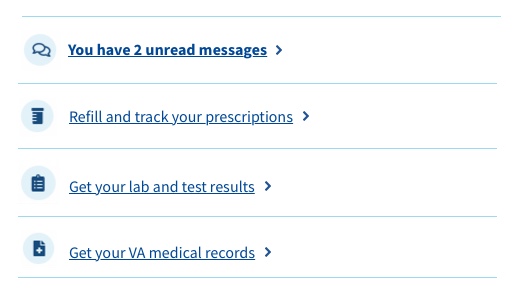 You have 2 unread messages
Refill and track your prescriptions
Get your lab and test results
Get your VA medical records